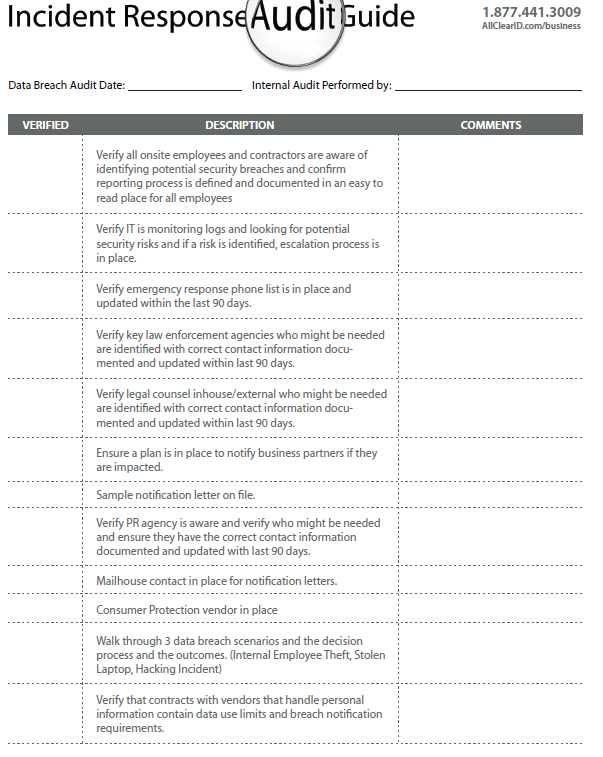 Incident Response Audit Guide
1.877.441.3009
AllClearID.com/business
Data Breach Audit Date: Internal Audit Performed by:
VERIFIED DESCRIPTION COMMENTS
Verify all onsite employees and contractors are aware of
identifying potential security breaches and confirm
reporting process is defined and documented in an easy to
read place for all employees
Verify IT is monitoring logs and looking for potential
security risks and if a risk is identified, escalation process is
in place.
Verify emergency response phone list is in place and
updated within the last 90 days.
Verify key law enforcement agencies who might be needed
are identified with correct contact information docu-
mented and updated within last 90 days.
Verify legal counsel inhouse/external who might be needed
are identified with correct contact information docu-
mented and updated within last 90 days.
Ensure a plan is in place to notify business partners if they
are impacted.
Sample notification letter on file.
Verify PR agency is aware and verify who might be needed
and ensure they have the correct contact information
documented and updated with last 90 days.
Mailhouse contact in place for notification letters.
Consumer Protection vendor in place
Walk through 3 data breach scenarios and the decision
process and the outcomes. (Internal Employee Theft, Stolen
Laptop, Hacking Incident)
Verify that contracts with vendors that handle personal
information contain data use limits and breach notification
requirements.